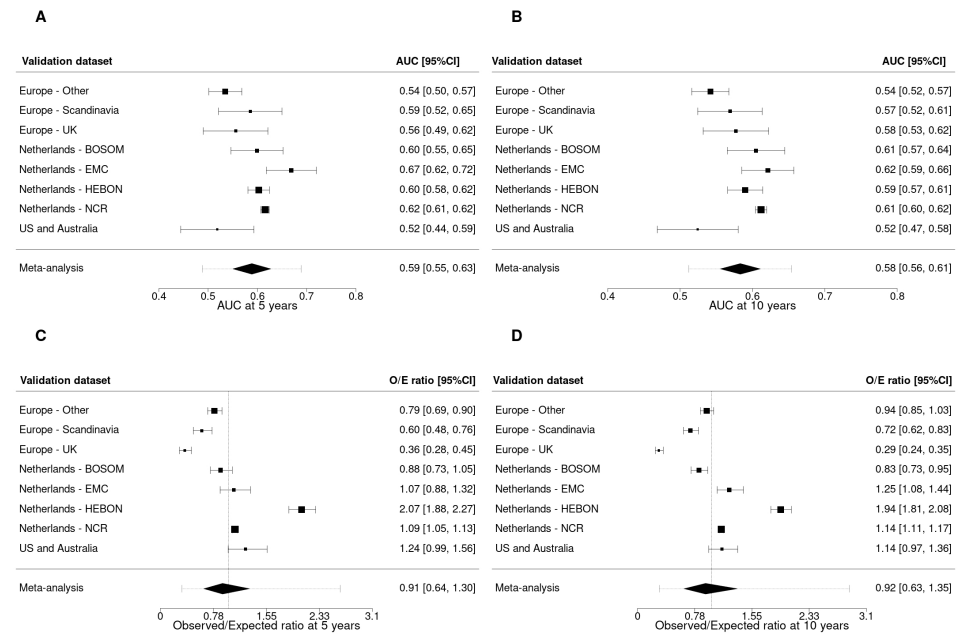 A
Validation dataset AUC [95%CI]
Europe - Other 0.54 [0.50, 0.57]
Europe - Scandinavia 0.59 [0.52, 0.65]
Europe - UK 0.56 [0.49, 0.62]
Netherlands - BOSOM 0.60 [0.55, 0.65]
Netherlands - EMC 0.67 [0.62, 0.72]
Netherlands - HEBON 0.60 [0.58, 0.62]
Netherlands - NCR 0.62 [0.61, 0.62]
US and Australia 0.52 [0.44, 0.59]
Meta-analysis 0.59 [0.55, 0.63]
0.4 0.5 0.6 0.7 0.8
AUC at 5 years
B
Validation dataset AUC [95%CI]
Europe - Other 0.54 [0.52, 0.57]
Europe - Scandinavia 0.57 [0.52, 0.61]
Europe - UK 0.58 [0.53, 0.62]
Netherlands - BOSOM 0.61 [0.57, 0.64]
Netherlands - EMC 0.62 [0.59, 0.66]
Netherlands - HEBON 0.59 [0.57, 0.61]
Netherlands - NCR 0.61 [0.60, 0.62]
US and Australia 0.52 [0.47, 0.58]
Meta-analysis 0.58 [0.56, 0.61]
0.4 0.5 0.6 0.7 0.8
AUC at 10 years
C
Validation dataset O/E ratio [95%CI]
Europe - Other 0.79 [0.69, 0.90]
Europe - Scandinavia 0.60 [0.48, 0.76]
Europe - UK 0.36 [0.28, 0.45]
Netherlands - BOSOM 0.88 [0.73, 1.05]
Netherlands - EMC 1.07 [0.88, 1.32]
Netherlands - HEBON 2.07 [1.88, 2.27]
Netherlands - NCR 1.09 [1.05, 1.13]
US and Australia 1.24 [0.99, 1.56]
Meta-analysis 0.91 [0.64, 1.30]
0 0.78 1.55 2.33 3.1
Observed/Expected ratio at 5 years
D
Validation dataset O/E ratio [95%CI]
Europe - Other 0.94 [0.85, 1.03]
Europe - Scandinavia 0.72 [0.62, 0.83]
Europe - UK 0.29 [0.24, 0.35]
Netherlands - BOSOM 0.83 [0.73, 0.95]
Netherlands - EMC 1.25 [1.08, 1.44]
Netherlands - HEBON 1.94 [1.81, 2.08]
Netherlands - NCR 1.14 [1.11, 1.17]
US and Australia 1.14 [0.97, 1.36]
Meta-analysis 0.92 [0.63, 1.35]
0 0.78 1.55 2.33 3.1
Observed/Expected ratio at 10 years